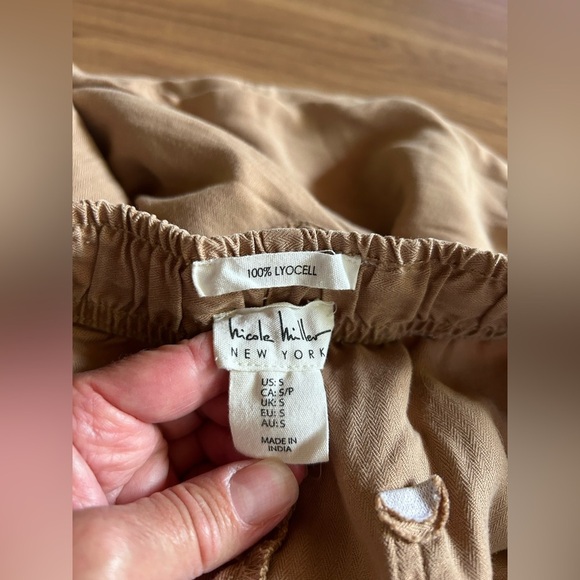 100% LYOCELL
nicole miller
NEW YORK
US: S
CA: S/P
UK: S
EU: S
AU: S
MADE IN
INDIA